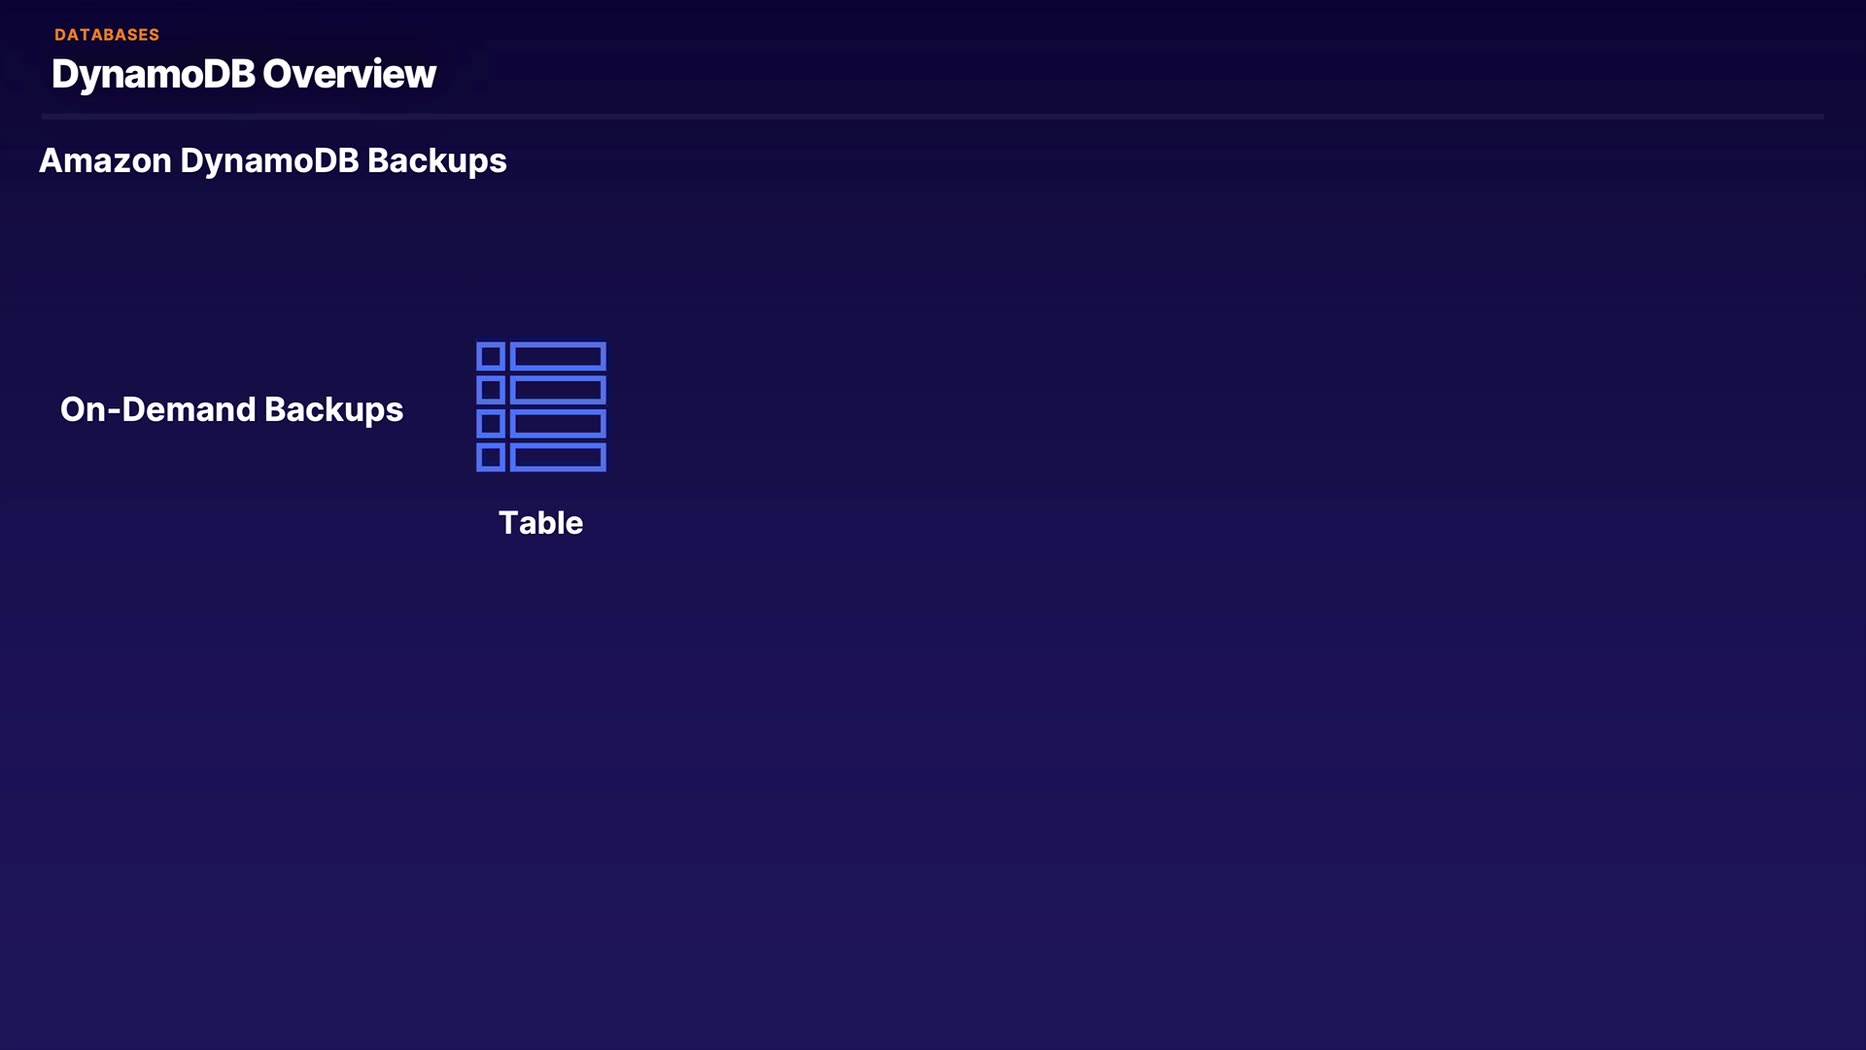 DATABASES
DynamoDB Overview
Amazon DynamoDB Backups
On-Demand Backups
Table